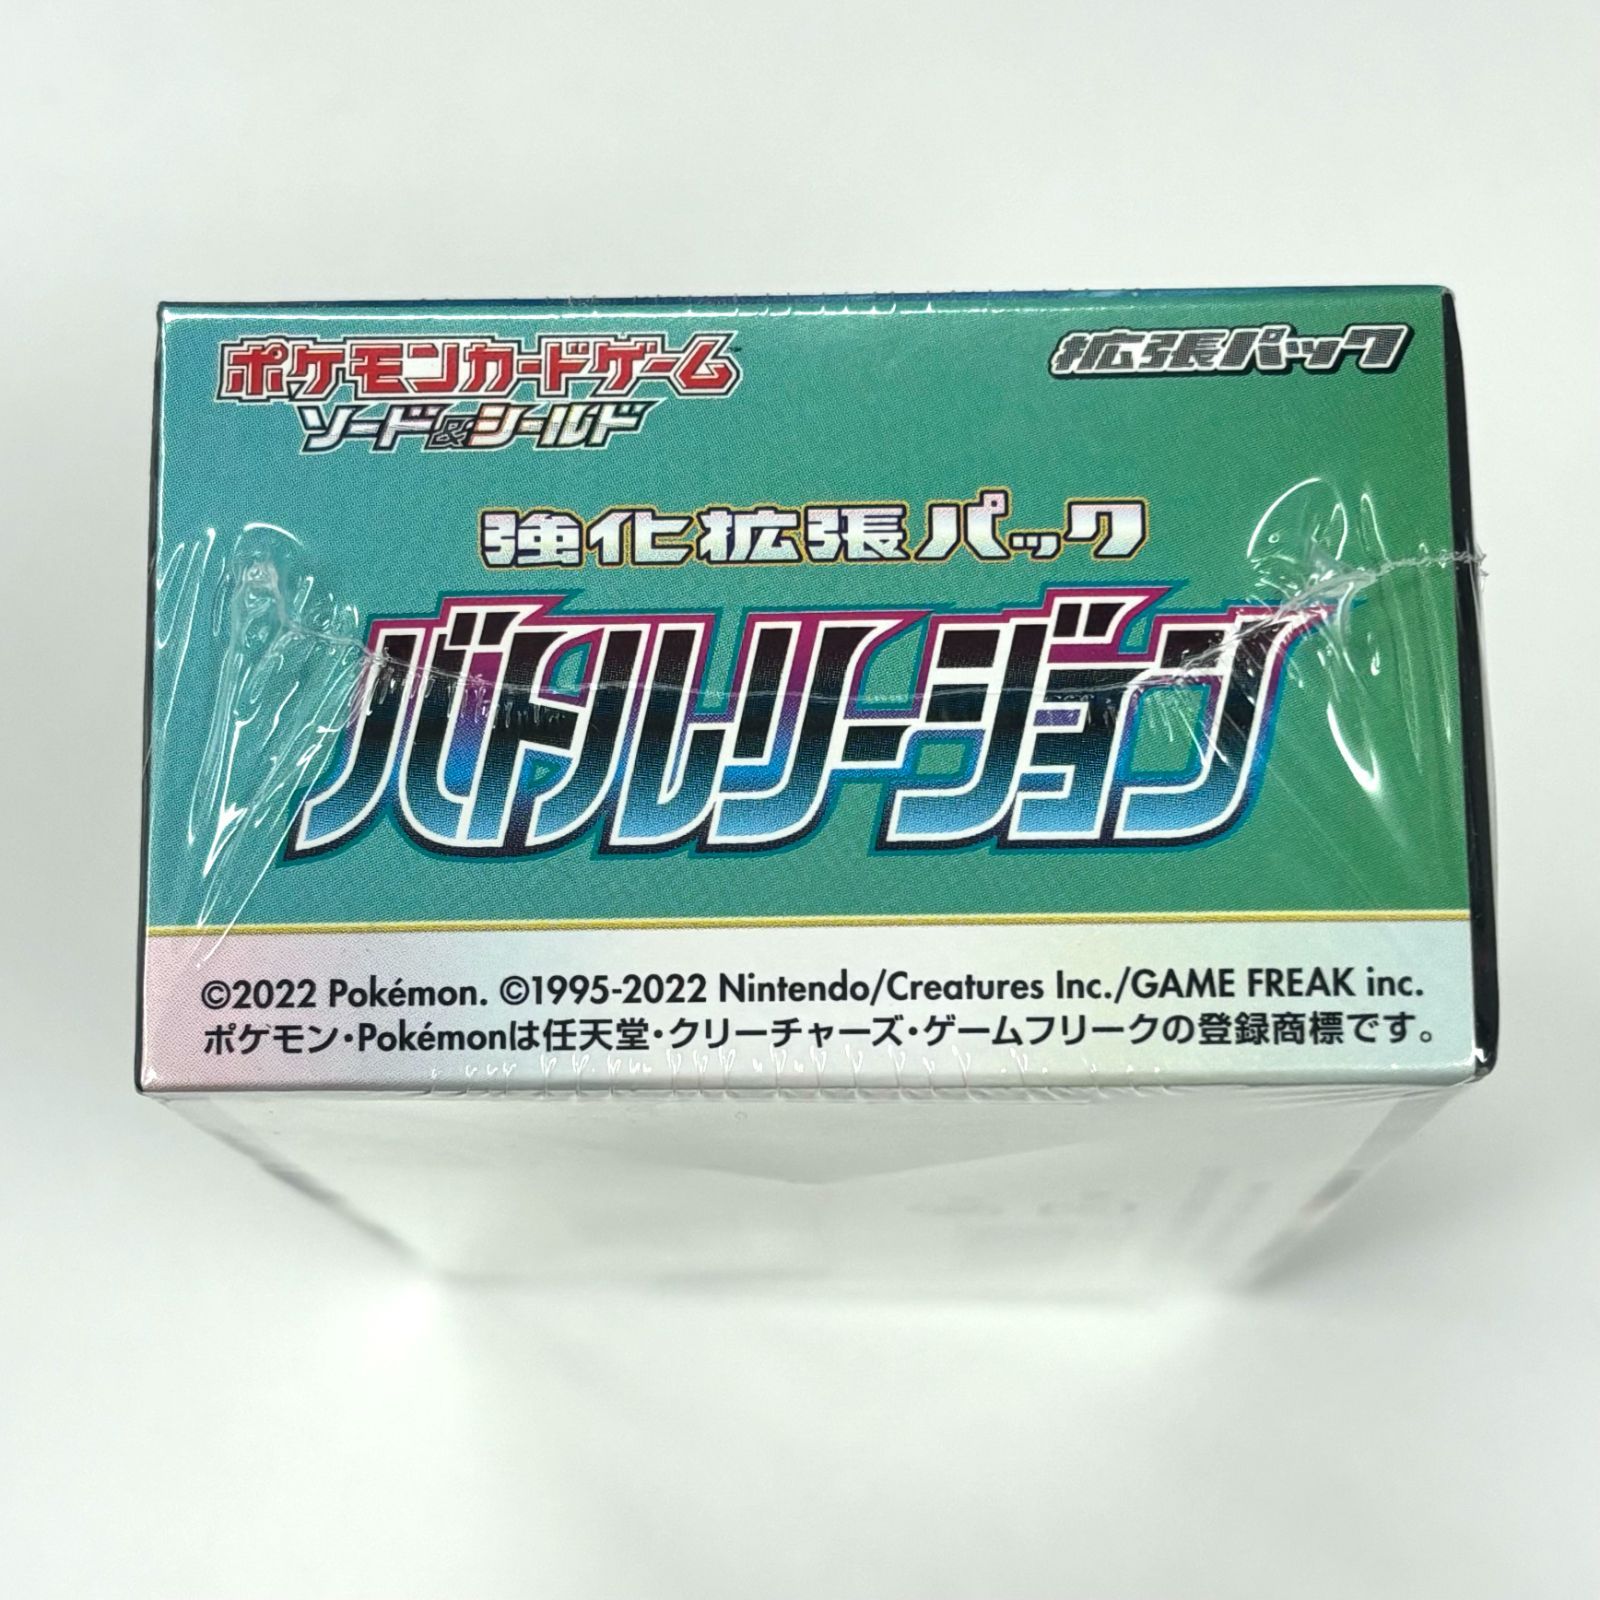 ポケモンカードゲーム
ソード&シールド
拡張パック
強化拡張パック
バトルリージョン
©2022 Pokémon. ©1995-2022 Nintendo/Creatures Inc./GAME FREAK inc.
ポケモン・Pokémonは任天堂・クリーチャーズ・ゲームフリークの登録商標です。